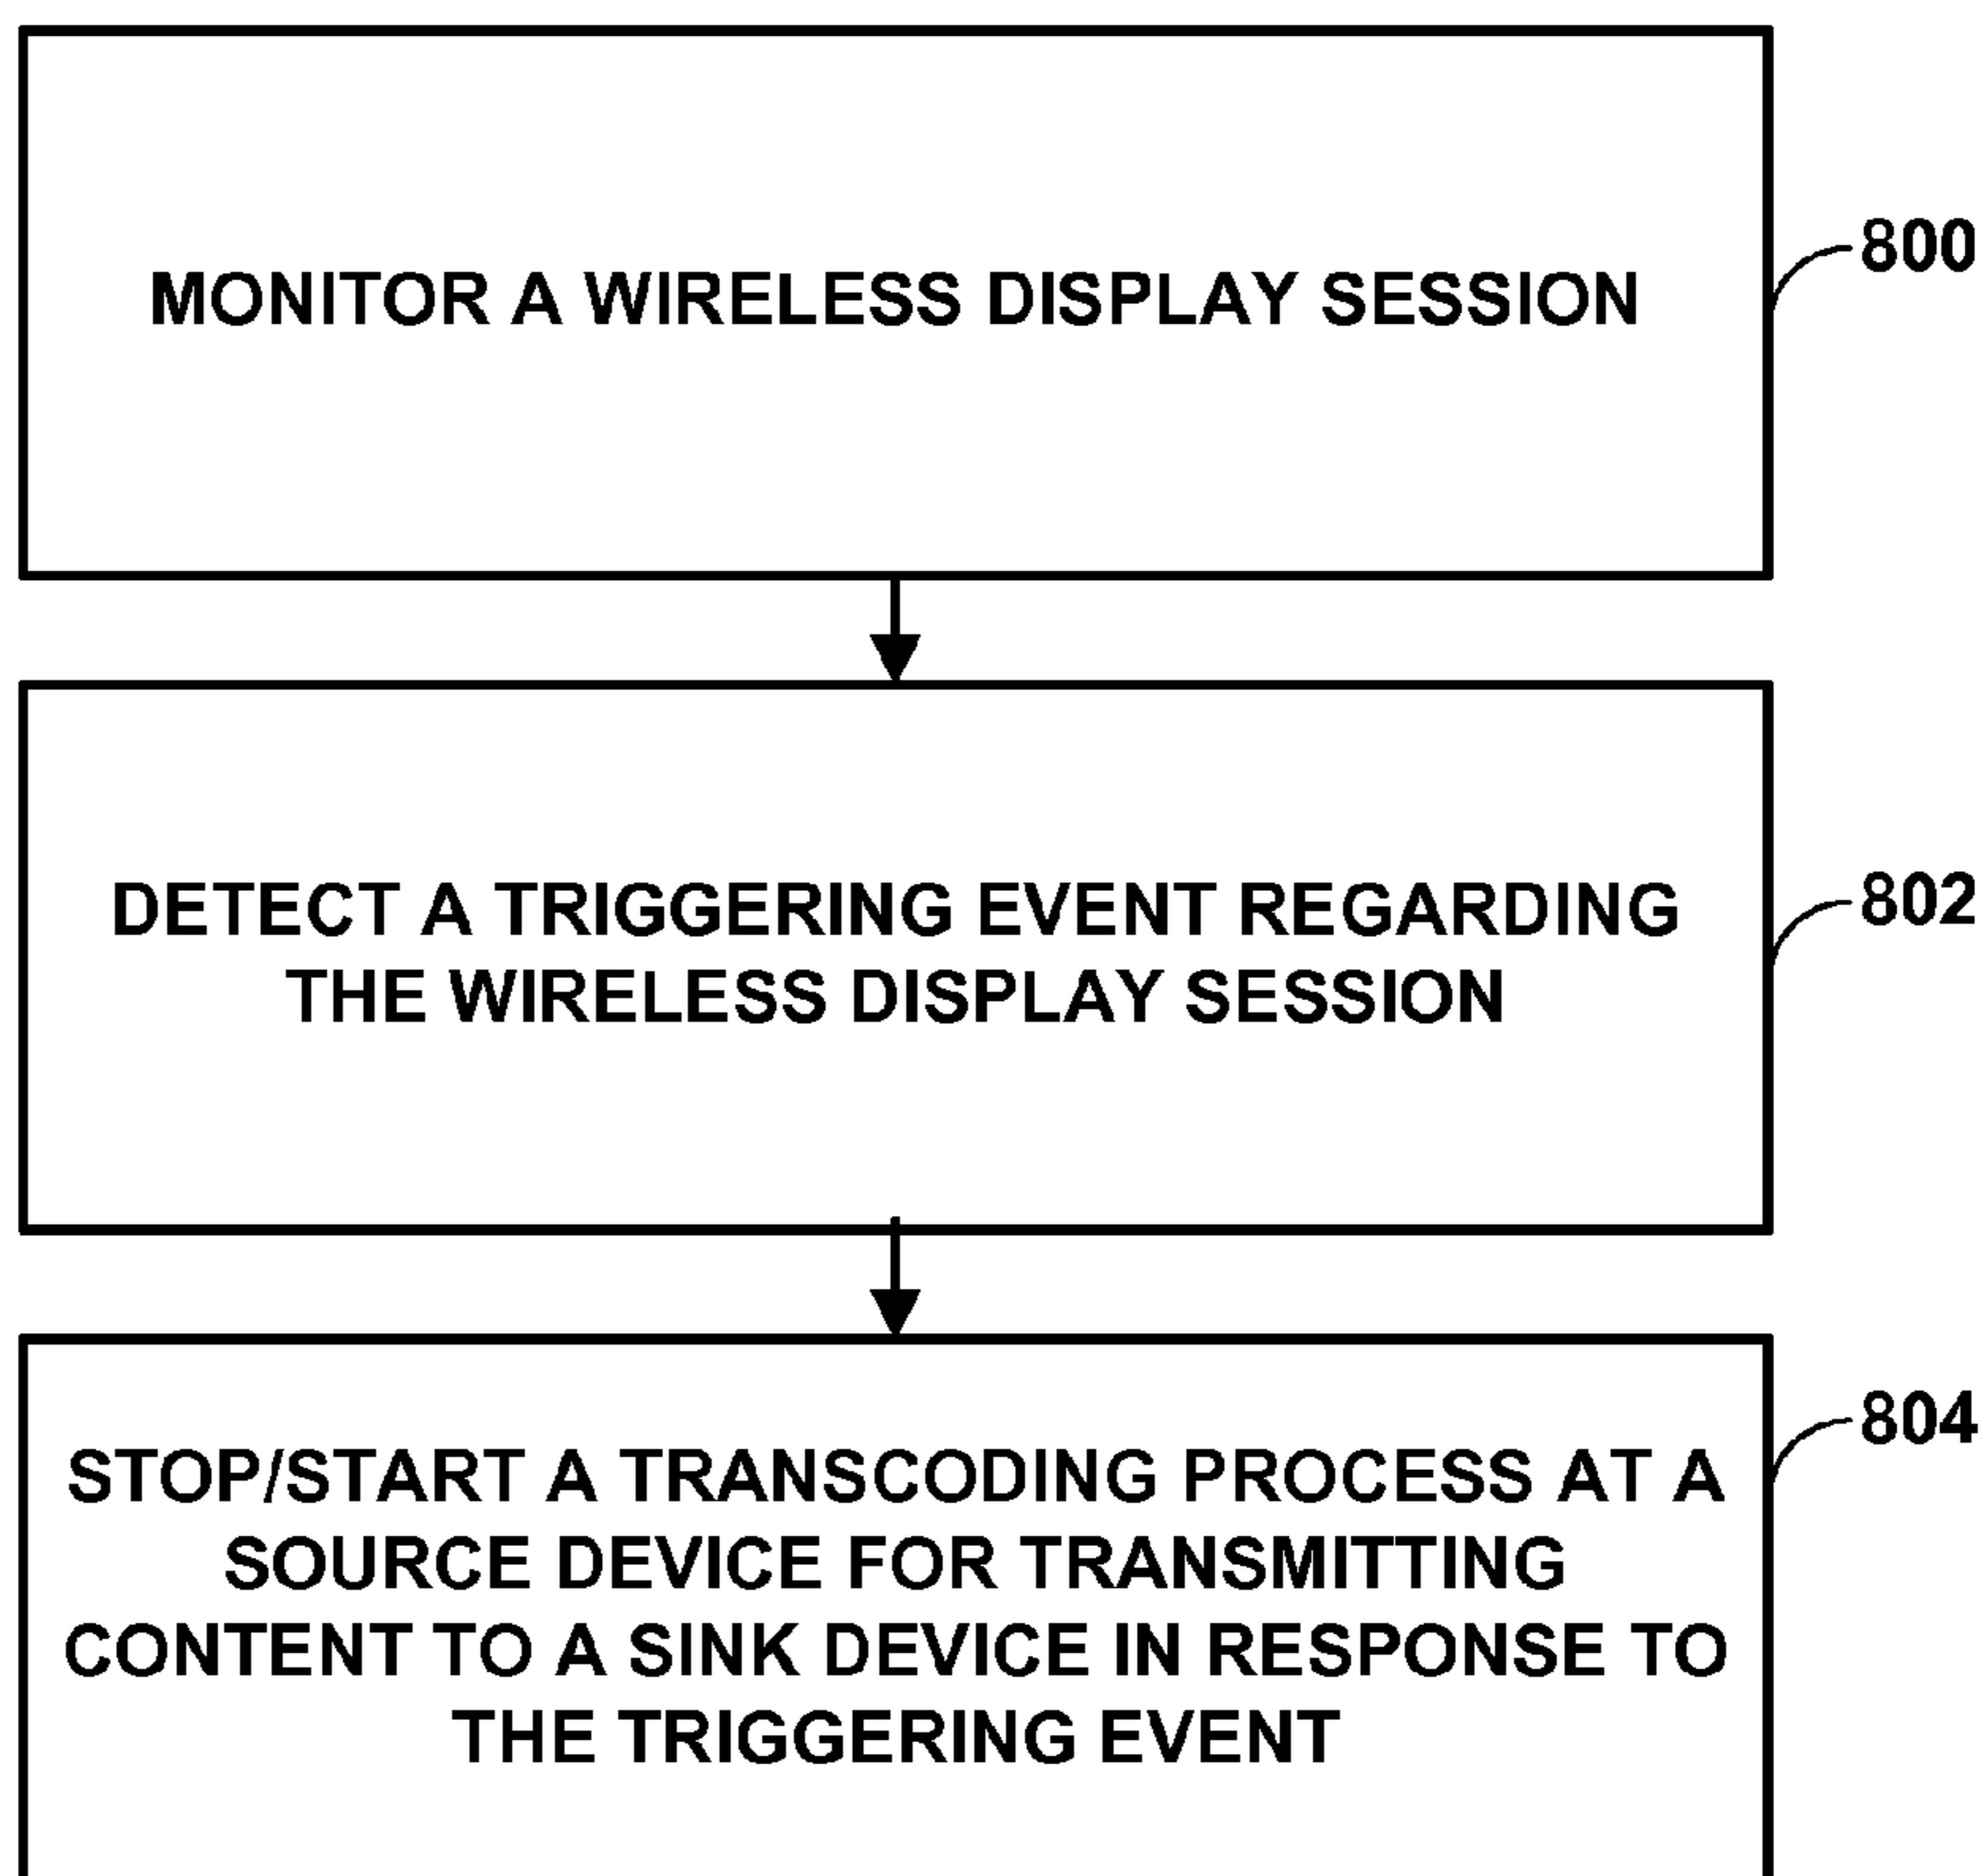 MONITOR A WIRELESS DISPLAY SESSION
800
DETECT A TRIGGERING EVENT REGARDING
THE WIRELESS DISPLAY SESSION
802
STOP/START A TRANSCODING PROCESS AT A
SOURCE DEVICE FOR TRANSMITTING
CONTENT TO A SINK DEVICE IN RESPONSE TO
THE TRIGGERING EVENT
804